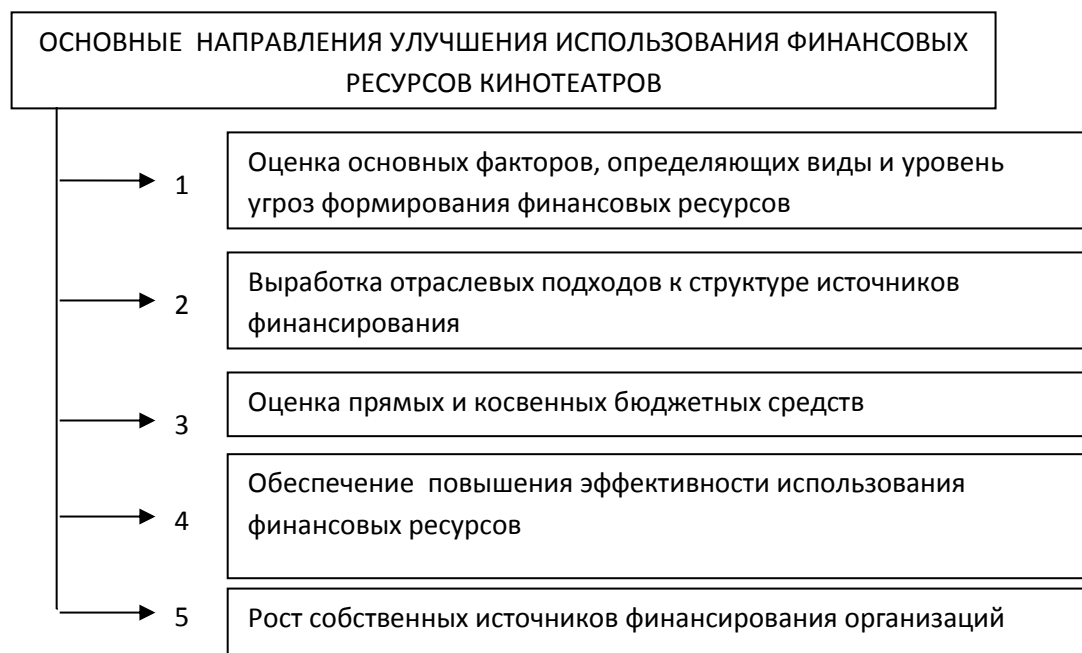 ОСНОВНЫЕ НАПРАВЛЕНИЯ УЛУЧШЕНИЯ ИСПОЛЬЗОВАНИЯ ФИНАНСОВЫХ
РЕСУРСОВ КИНОТЕАТРОВ
1
Оценка основных факторов, определяющих виды и уровень
угроз формирования финансовых ресурсов
2
Выработка отраслевых подходов к структуре источников
финансирования
3
Оценка прямых и косвенных бюджетных средств
4
Обеспечение повышения эффективности использования
финансовых ресурсов
5
Рост собственных источников финансирования организаций